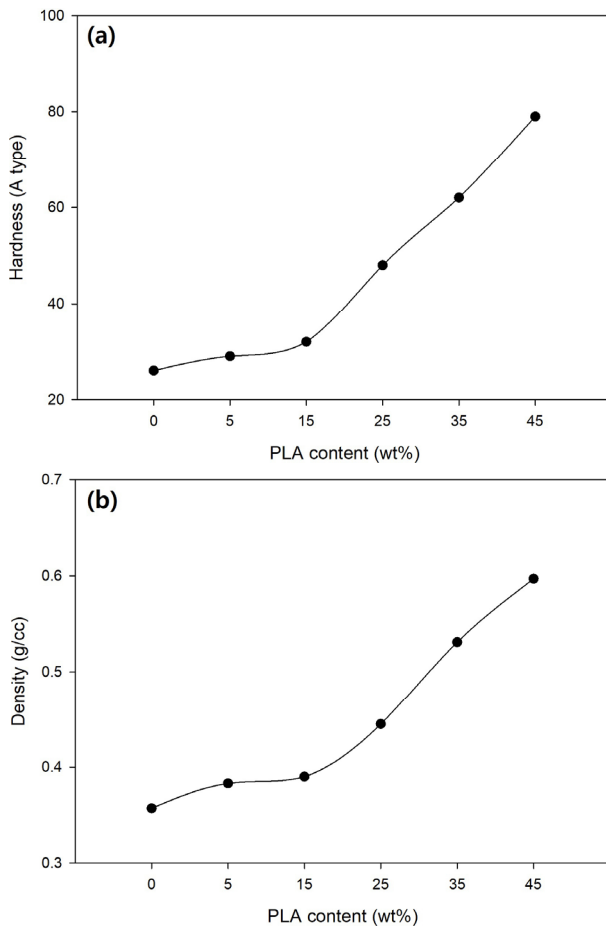 (a)
100
80
60
40
20
Hardness (A type)
0 5 15 25 35 45
PLA content (wt%)
(b)
0.7
0.6
0.5
0.4
0.3
Density (g/cc)
0 5 15 25 35 45
PLA content (wt%)